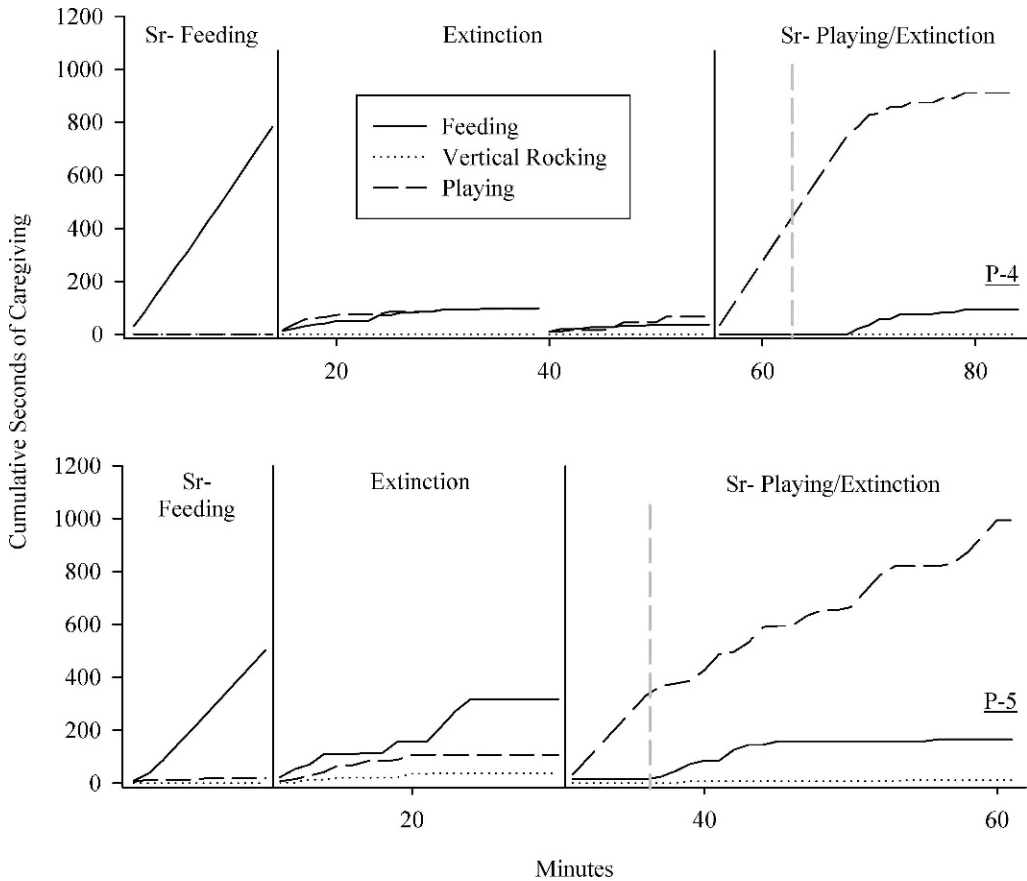 1200
1000
800
600
400
200
0
Sr- Feeding
Extinction
Sr- Playing/Extinction
Feeding
Vertical Rocking
Playing
P-4
20
40
60
80
Cumulative Seconds of Caregiving
1200
1000
800
600
400
200
0
Sr-
Feeding
Extinction
Sr- Playing/Extinction
P-5
20
40
60
Minutes